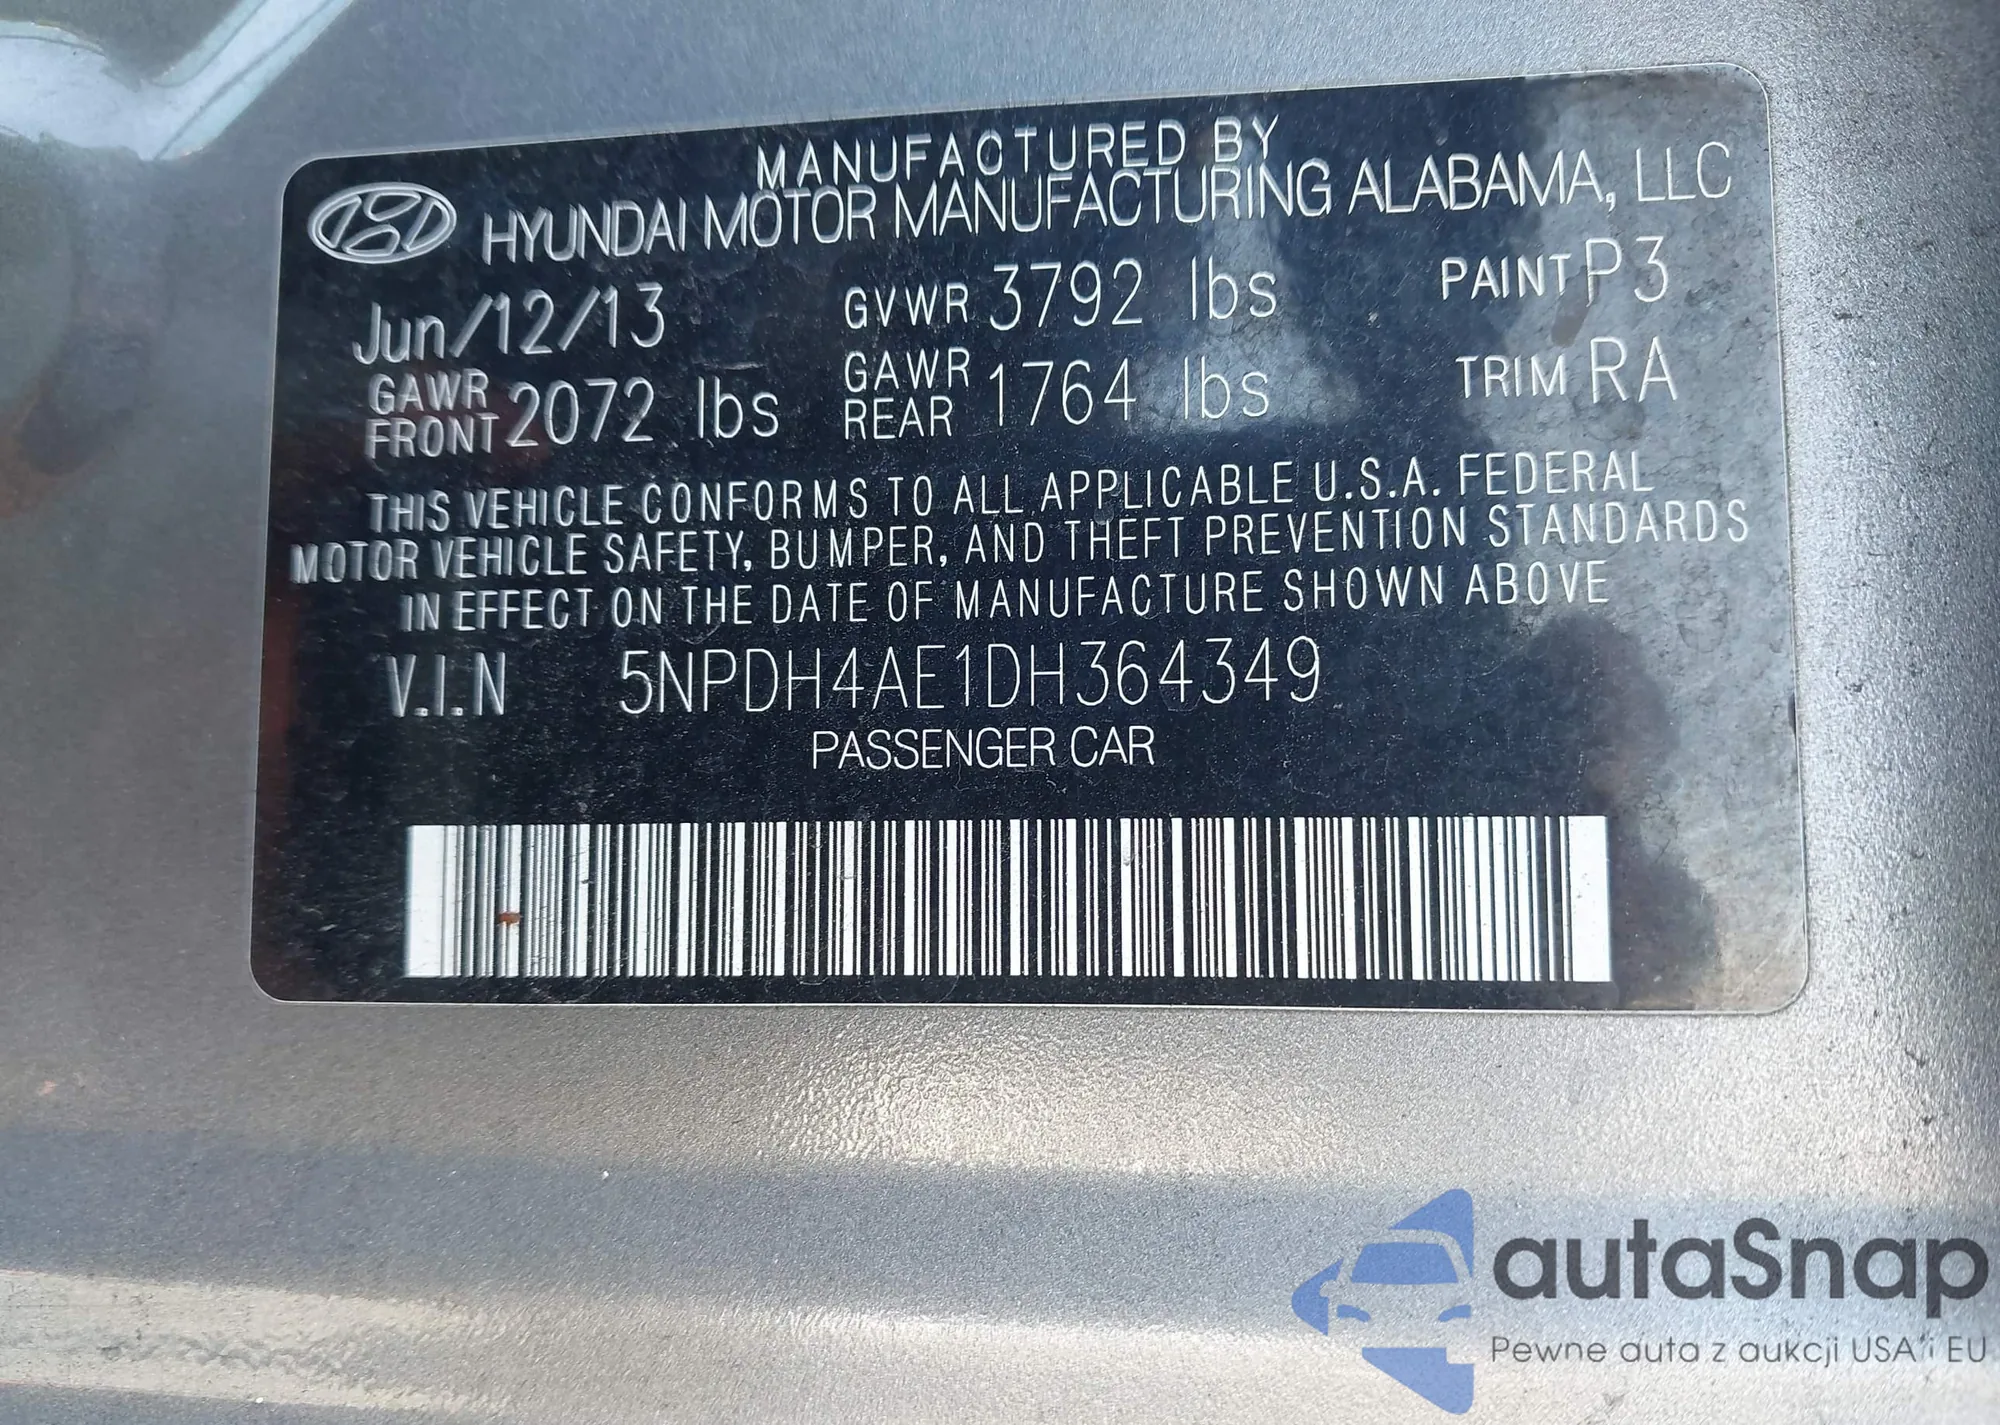 MANUFACTURED BY
HYUNDAI MOTOR MANUFACTURING ALABAMA, LLC
Jun/12/13 GVWR 3792 lbs PAINT P3
GAWR FRONT 2072 lbs GAWR REAR 1764 lbs TRIM RA
THIS VEHICLE CONFORMS TO ALL APPLICABLE U.S.A. FEDERAL
MOTOR VEHICLE SAFETY, BUMPER, AND THEFT PREVENTION STANDARDS
IN EFFECT ON THE DATE OF MANUFACTURE SHOWN ABOVE
V.I.N 5NPDH4AE1DH364349
PASSENGER CAR
autaSnap
Pewne auta z aukcji USA i EU